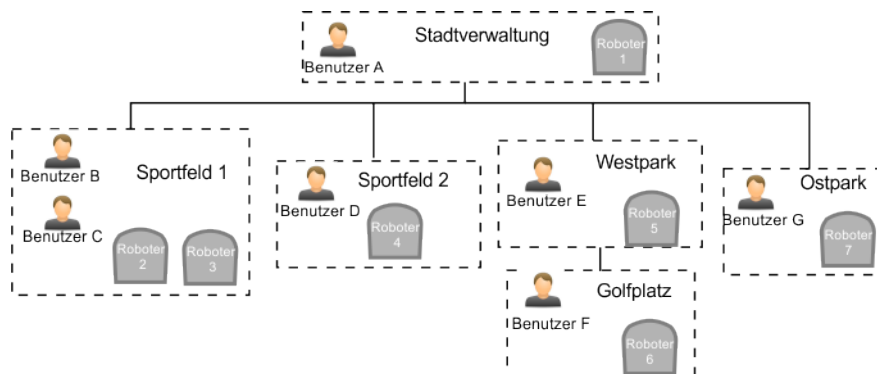 Stadtverwaltung
Benutzer A
Roboter
1
Sportfeld 1
Benutzer B
Benutzer C
Roboter
2
Roboter
3
Sportfeld 2
Benutzer D
Roboter
4
Westpark
Benutzer E
Roboter
5
Golfplatz
Benutzer F
Roboter
6
Ostpark
Benutzer G
Roboter
7